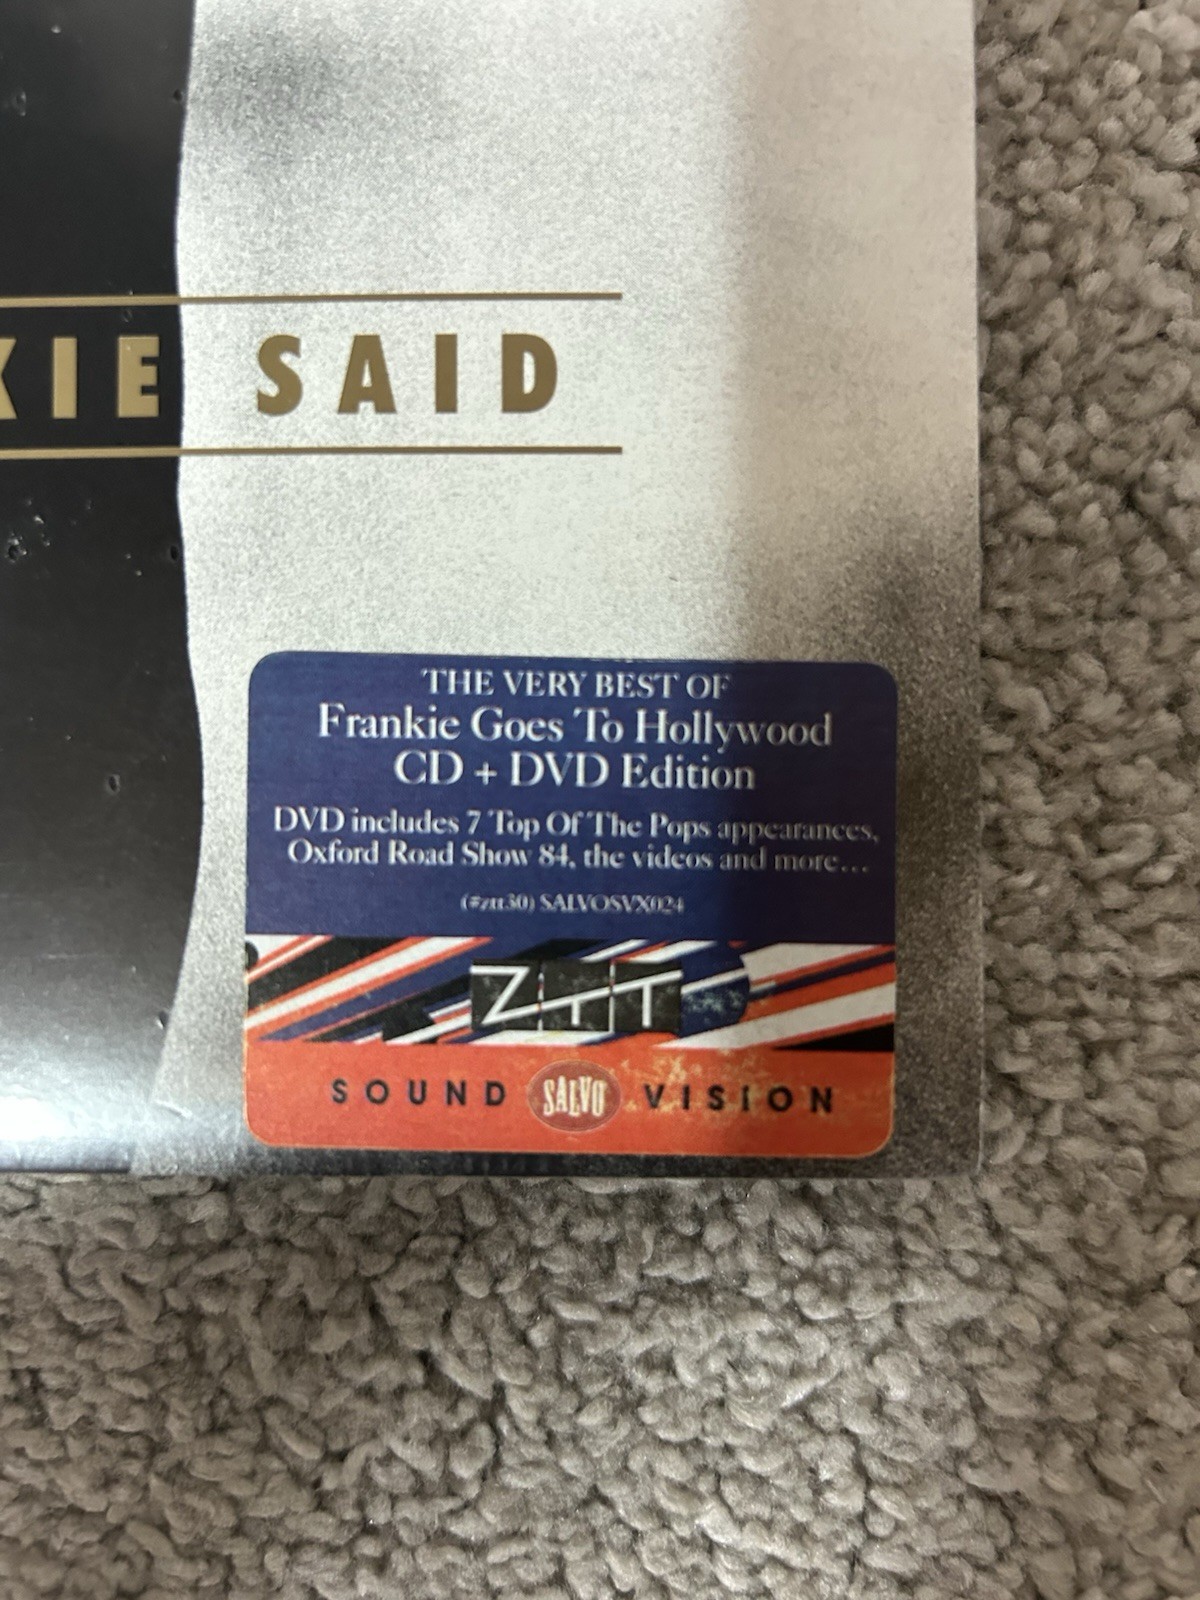 KIE SAID
THE VERY BEST OF
Frankie Goes To Hollywood
CD + DVD Edition
DVD includes 7 Top Of The Pops appearances,
Oxford Road Show 84, the videos and more...
(#ztt30) SALVOSVX024
ZTT
SOUND SALVO VISION